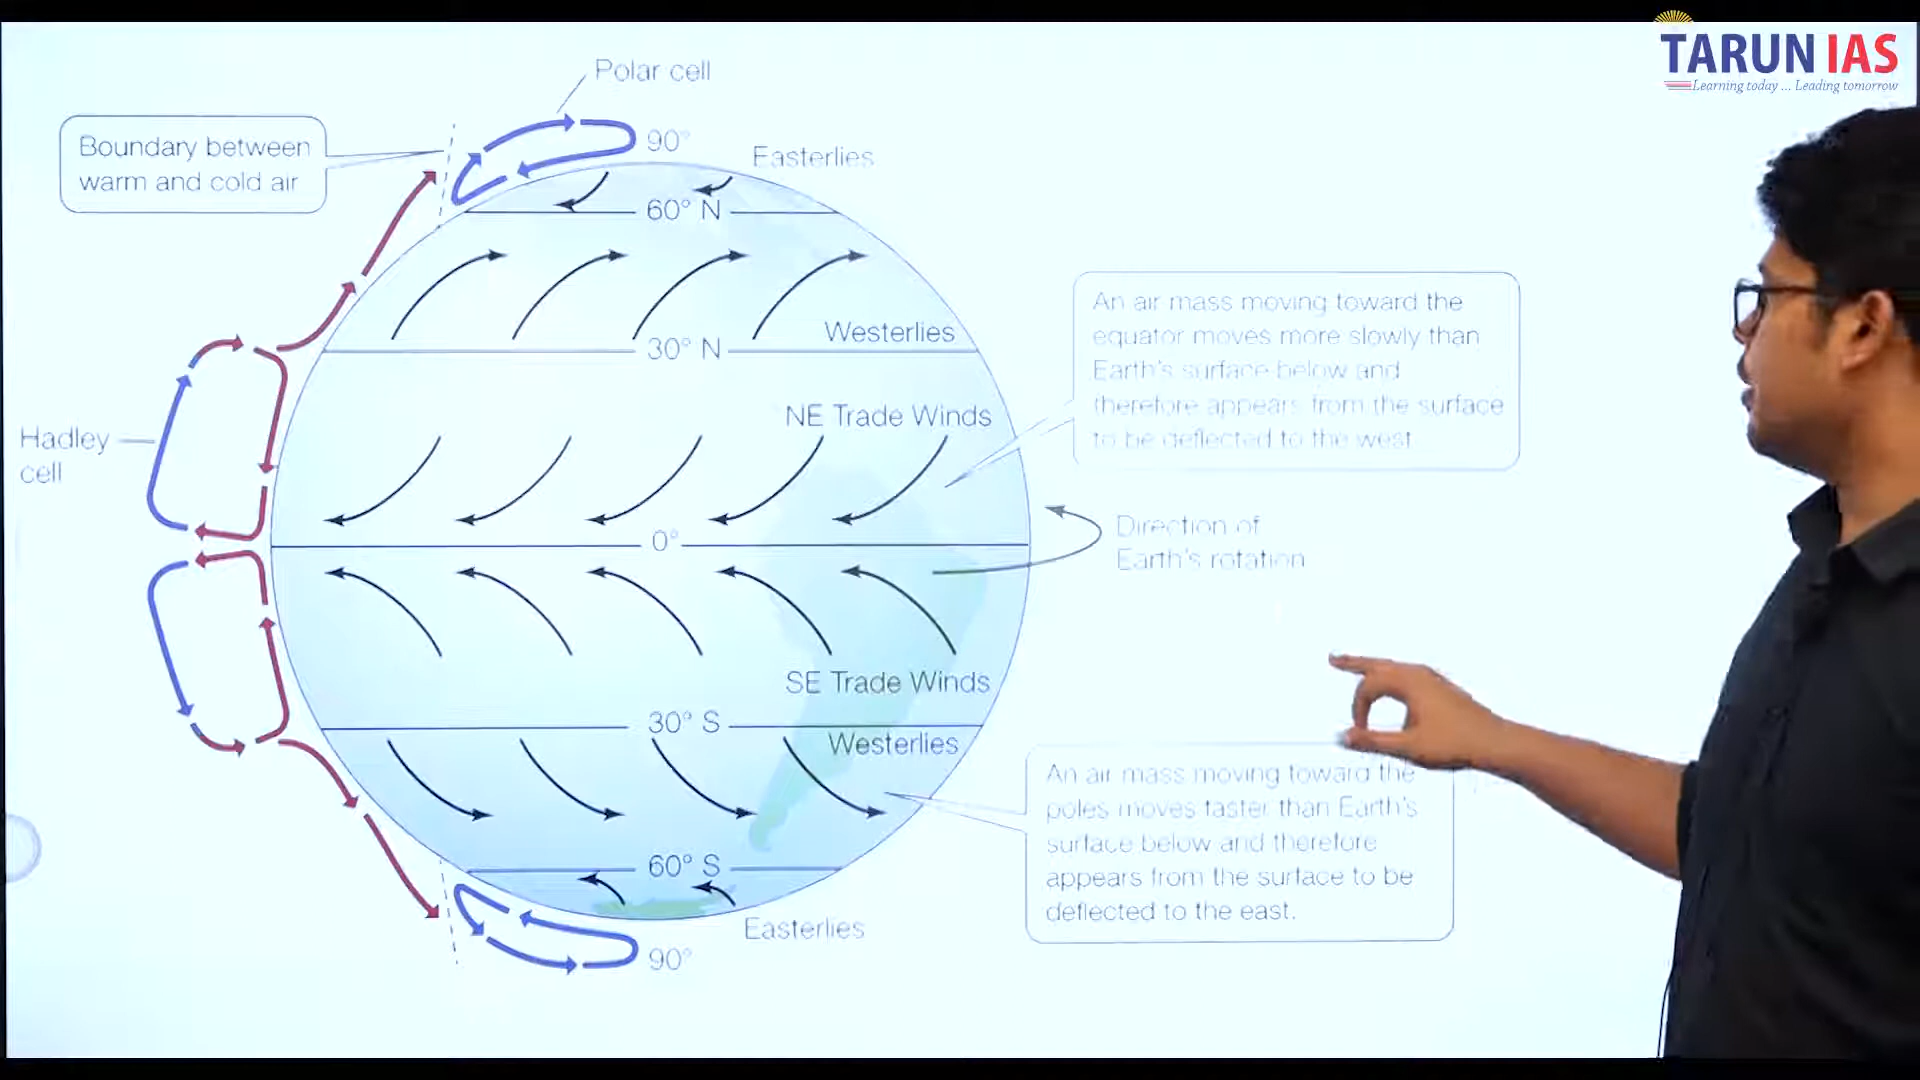 TARUN IAS
Learning today ... Leading tomorrow
Polar cell
Boundary between
warm and cold air
90°
Easterlies
60° N
Westerlies
30° N
An air mass moving toward the
equator moves more slowly than
Earth's surface below and
therefore appears from the surface
to be deflected to the west.
NE Trade Winds
Hadley
cell
0°
Direction of
Earth's rotation
SE Trade Winds
30° S
Westerlies
An air mass moving toward the
poles moves faster than Earth's
surface below and therefore
appears from the surface to be
deflected to the east.
60° S
Easterlies
90°